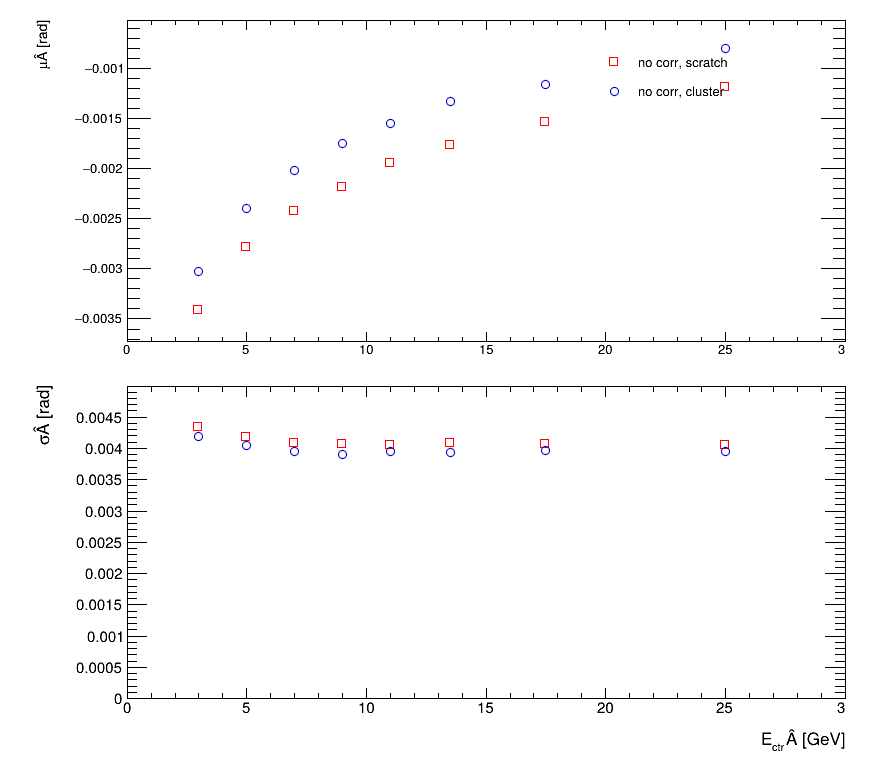 μÂ [rad]
−0.001
−0.0015
−0.002
−0.0025
−0.003
−0.0035
no corr, scratch
no corr, cluster
0 5 10 15 20 25 3
σÂ [rad]
0.0045
0.004
0.0035
0.003
0.0025
0.002
0.0015
0.001
0.0005
0
0 5 10 15 20 25 3
E_ctr Â [GeV]